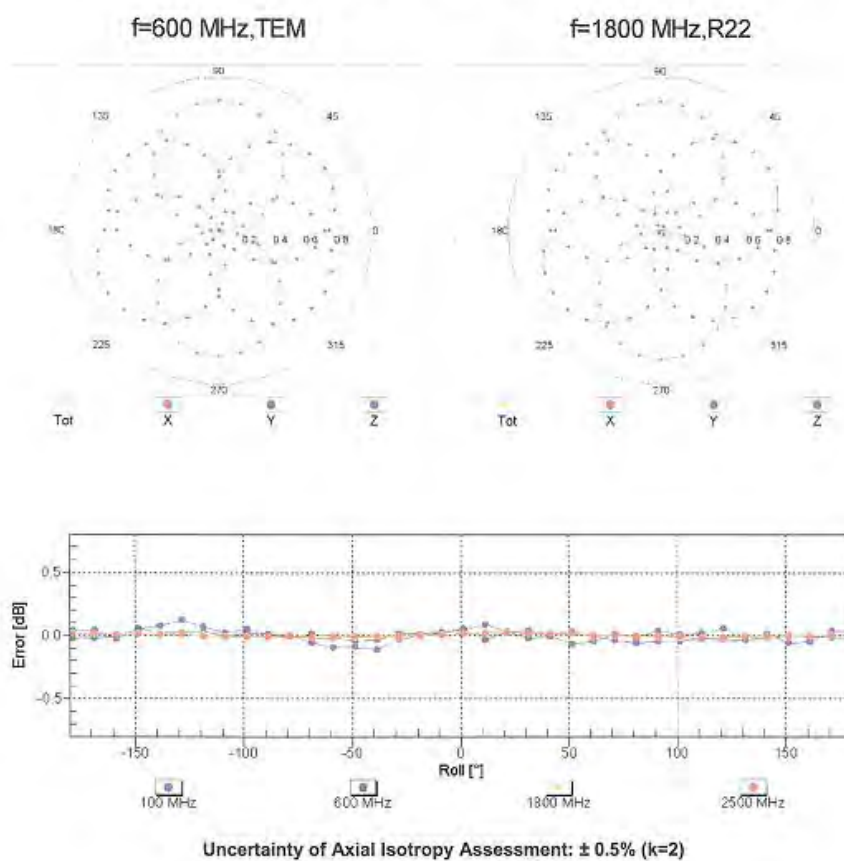 f=600 MHz,TEM
f=1800 MHz,R22
90
135
45
180
0.2 0.4 0.6 0.8
0
225
315
270
Tot X Y Z
90
135
45
180
0.2 0.4 0.6 0.8
0
225
315
270
Tot X Y Z
Error [dB]
0.5
0.0
-0.5
-150 -100 -50 0 50 100 150
Roll [°]
100 MHz 600 MHz 1800 MHz 2500 MHz
Uncertainty of Axial Isotropy Assessment: ± 0.5% (k=2)